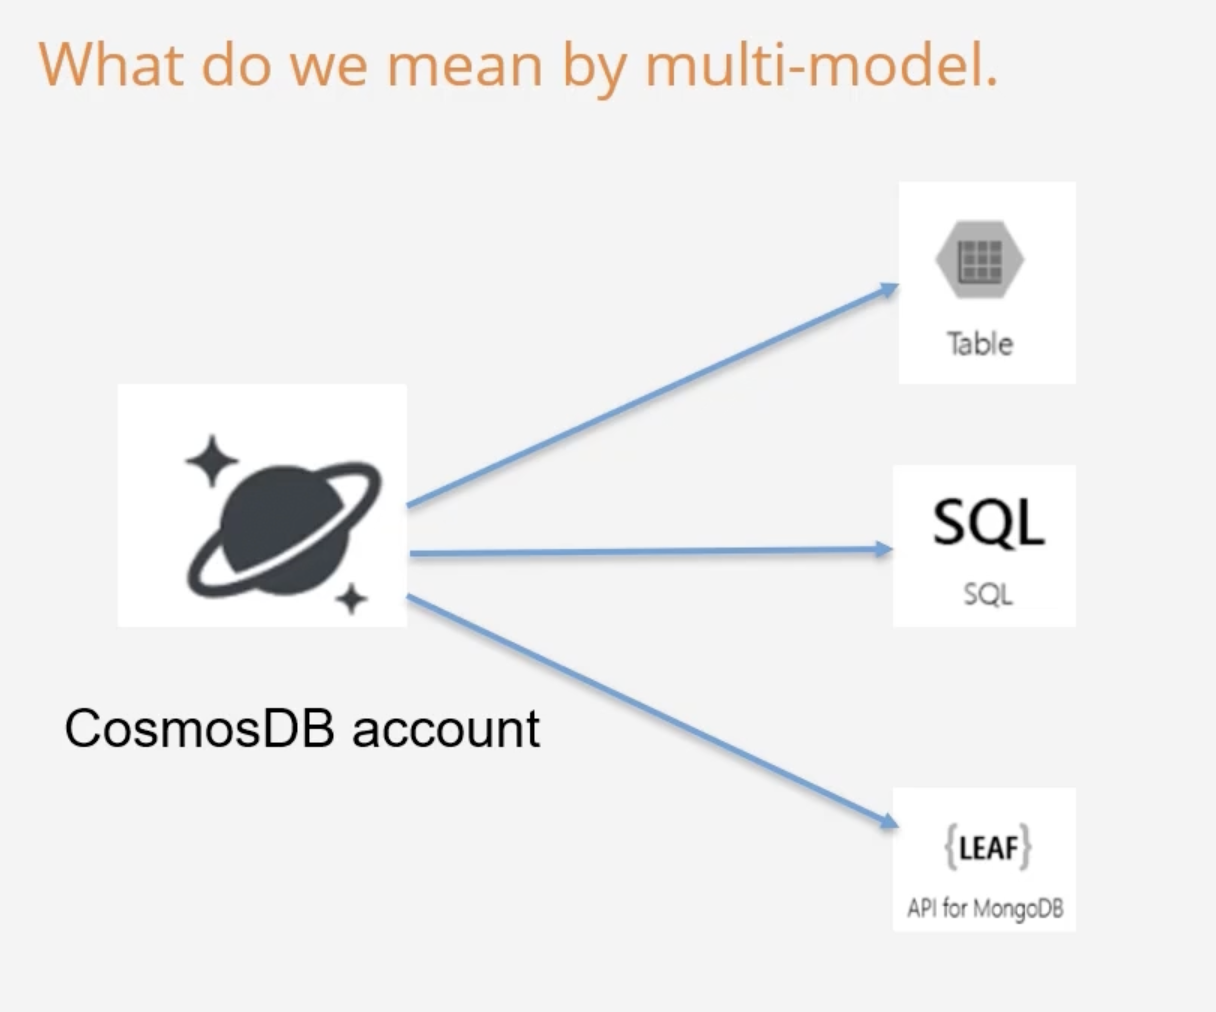 What do we mean by multi-model.
Table
SQL
SQL
CosmosDB account
{LEAF}
API for MongoDB